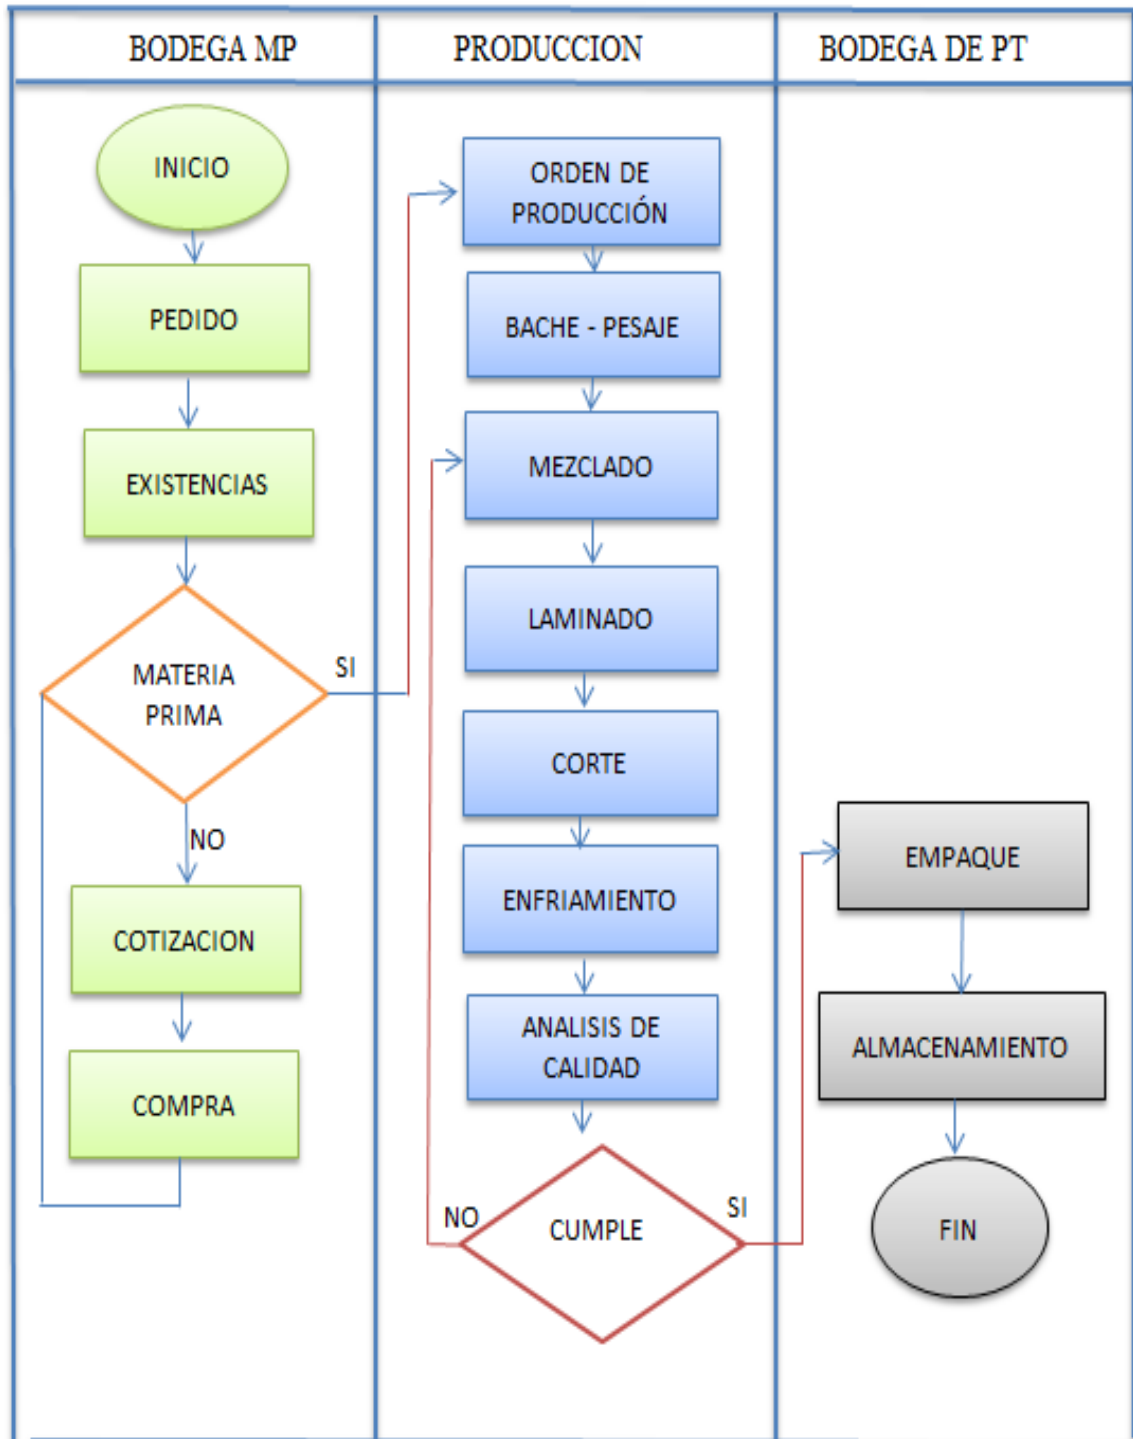 BODEGA MP
PRODUCCION
BODEGA DE PT
INICIO
PEDIDO
EXISTENCIAS
MATERIA
PRIMA
SI
NO
COTIZACION
COMPRA
ORDEN DE
PRODUCCIÓN
BACHE - PESAJE
MEZCLADO
LAMINADO
CORTE
ENFRIAMIENTO
ANALISIS DE
CALIDAD
CUMPLE
NO
SI
EMPAQUE
ALMACENAMIENTO
FIN